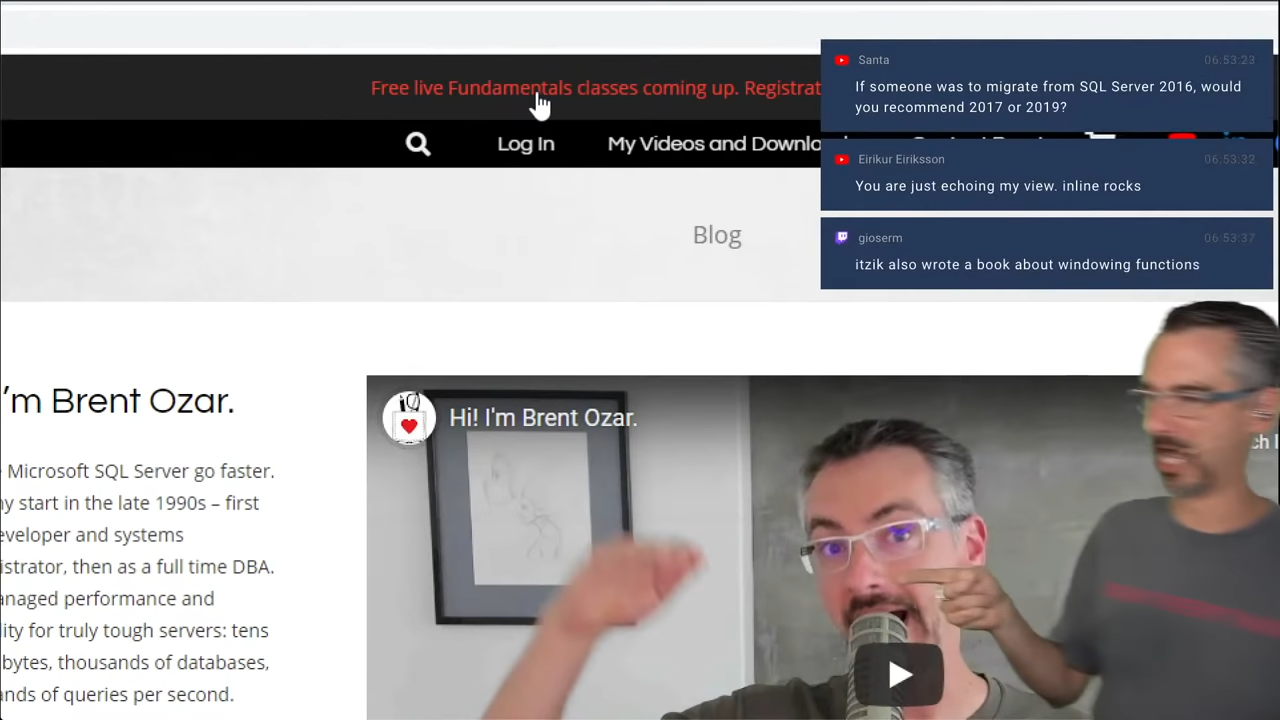 Free live Fundamentals classes coming up. Registrat
Log In
My Videos and Downlo
Blog
Santa
06:53:23
If someone was to migrate from SQL Server 2016, would
you recommend 2017 or 2019?
Eirikur Eiriksson
06:53:32
You are just echoing my view. inline rocks
gioserm
06:53:37
itzik also wrote a book about windowing functions
'm Brent Ozar.
Microsoft SQL Server go faster.
ny start in the late 1990s – first
eveloper and systems
istrator, then as a full time DBA.
anaged performance and
lity for truly tough servers: tens
bytes, thousands of databases,
ands of queries per second.
Hi! I'm Brent Ozar.
ch l